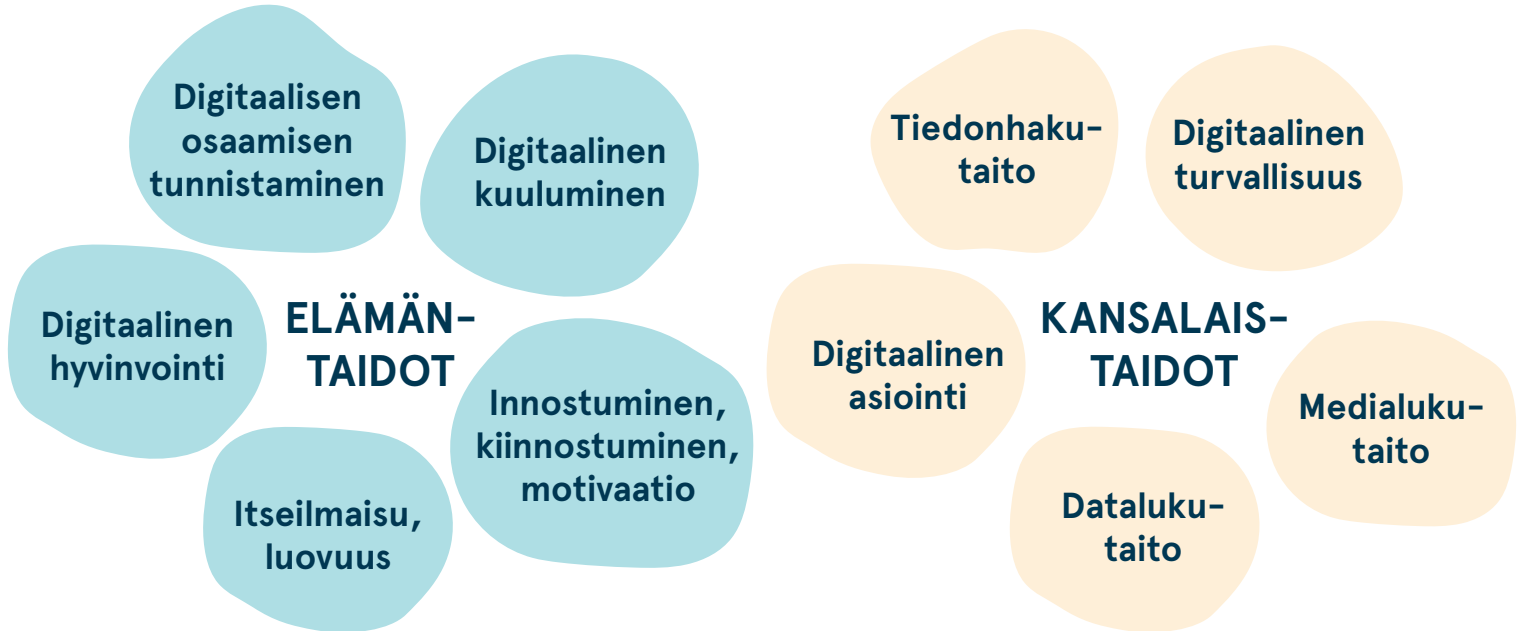 Digitaalisen
osaamisen
tunnistaminen
Digitaalinen
kuuluminen
Digitaalinen
hyvinvointi
ELÄMÄN-
TAIDOT
Innostuminen,
kiinnostuminen,
motivaatio
Itseilmaisu,
luovuus
Tiedonhaku-
taito
Digitaalinen
turvallisuus
Digitaalinen
asiointi
KANSALAIS-
TAIDOT
Medialuku-
taito
Dataluku-
taito